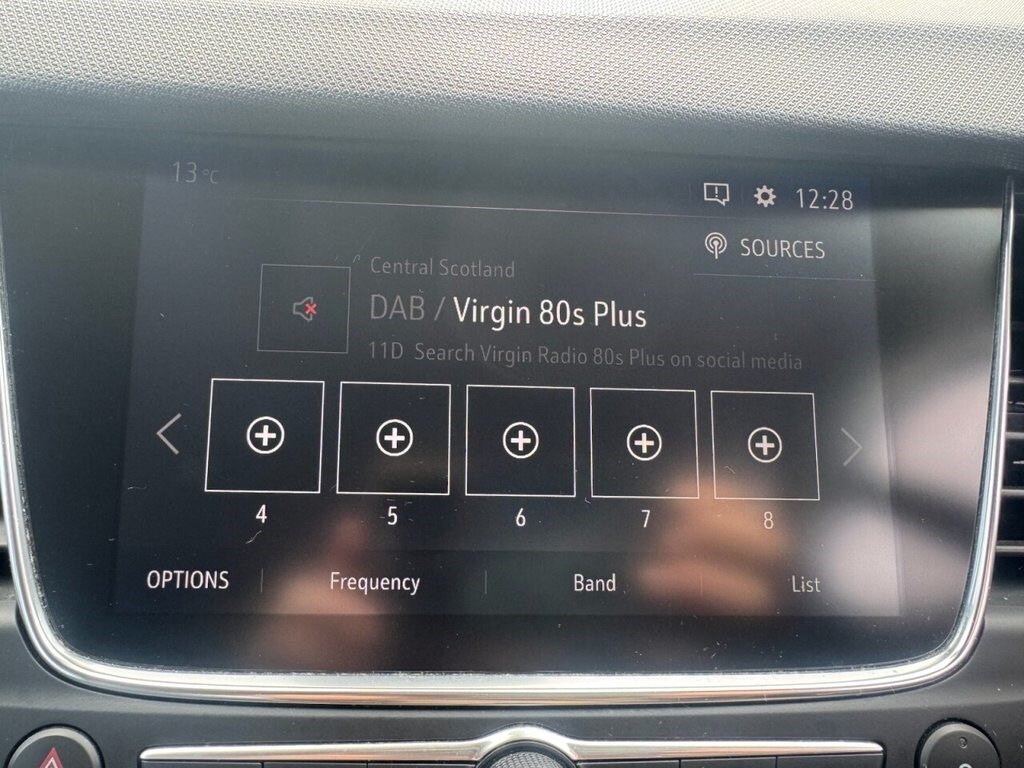 13°C
12:28
SOURCES
Central Scotland
DAB / Virgin 80s Plus
11D Search Virgin Radio 80s Plus on social media
4 5 6 7 8
OPTIONS Frequency Band List